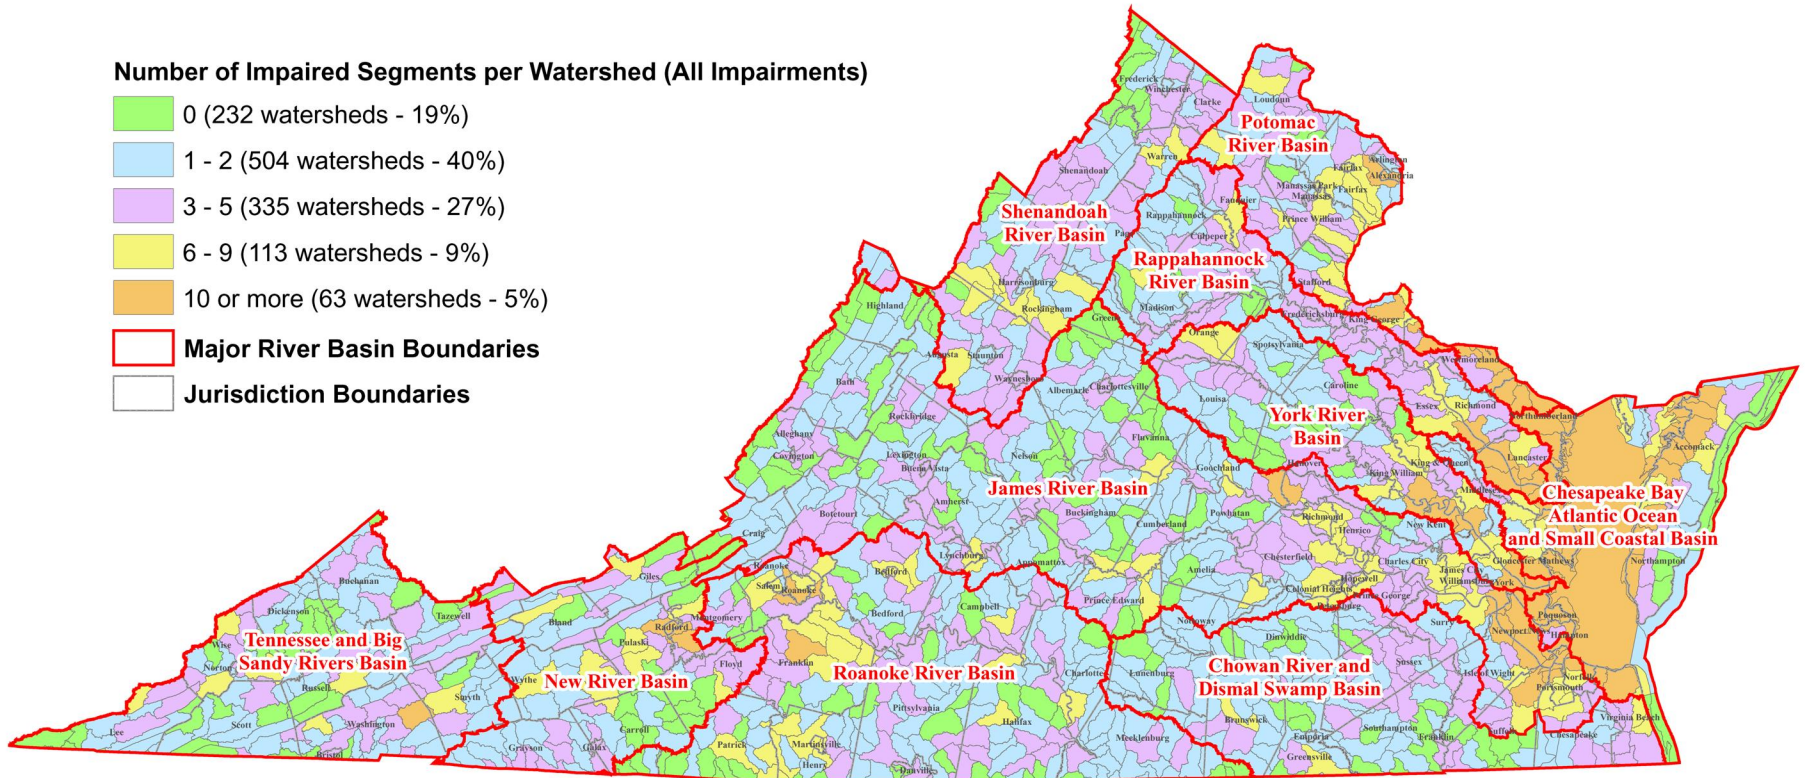 Number of Impaired Segments per Watershed (All Impairments)
0 (232 watersheds - 19%)
1 - 2 (504 watersheds - 40%)
3 - 5 (335 watersheds - 27%)
6 - 9 (113 watersheds - 9%)
10 or more (63 watersheds - 5%)
Major River Basin Boundaries
Jurisdiction Boundaries
Frederick
Winchester
Clarke
Loudoun
Potomac
River Basin
Warren
Shenandoah
Arlington
Fairfax
Alexandria
Manassas Park
Fairfax
Manassas
Prince William
Fauquier
Rappahannock
Culpeper
Page
Shenandoah
River Basin
Rappahannock
River Basin
Stafford
Harrisonburg
Rockingham
Madison
Greene
Highland
Fredericksburg
King George
Orange
Spotsylvania
Augusta
Staunton
Westmoreland
Waynesboro
Albemarle
Charlottesville
Caroline
Bath
Louisa
Essex
Richmond
Northumberland
Rockbridge
York River
Basin
Alleghany
Covington
Fluvanna
Lexington
Buena Vista
Nelson
Goochland
Hanover
King William
King & Queen
Lancaster
Accomack
James River Basin
Middlesex
Chesapeake Bay
Atlantic Ocean
and Small Coastal Basin
Amherst
Botetourt
Buckingham
Cumberland
Powhatan
Richmond
Henrico
New Kent
Craig
Lynchburg
Appomattox
Amelia
Chesterfield
Charles City
James City
Williamsburg
York
Gloucester
Mathews
Northampton
Buchanan
Giles
Roanoke
Salem
Roanoke
Bedford
Bedford
Campbell
Prince Edward
Colonial Heights
Hopewell
Prince George
Petersburg
Dickenson
Tazewell
Bland
Montgomery
Radford
Pulaski
Nottoway
Dinwiddie
Surry
Poquoson
Newport News
Hampton
Wise
Norton
Tennessee and Big
Sandy Rivers Basin
Russell
Smyth
Wythe
New River Basin
Floyd
Franklin
Roanoke River Basin
Charlotte
Lunenburg
Chowan River and
Dismal Swamp Basin
Sussex
Isle of Wight
Norfolk
Portsmouth
Lee
Scott
Washington
Bristol
Grayson
Galax
Carroll
Patrick
Martinsville
Henry
Pittsylvania
Danville
Halifax
Mecklenburg
Brunswick
Emporia
Greensville
Southampton
Franklin
Suffolk
Chesapeake
Virginia Beach